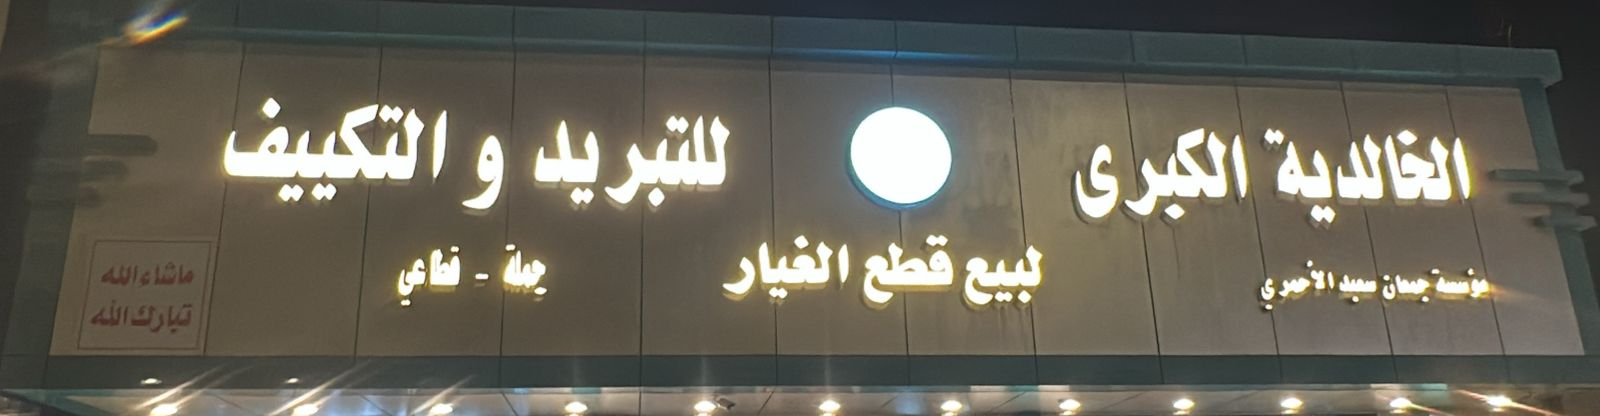 الخالدية الكبرى
للتبريد و التكييف
مؤسسة جمعان سعيد الأحمري
لبيع قطع الغيار
جملة - قطاعي
ماشاء الله
تبارك الله